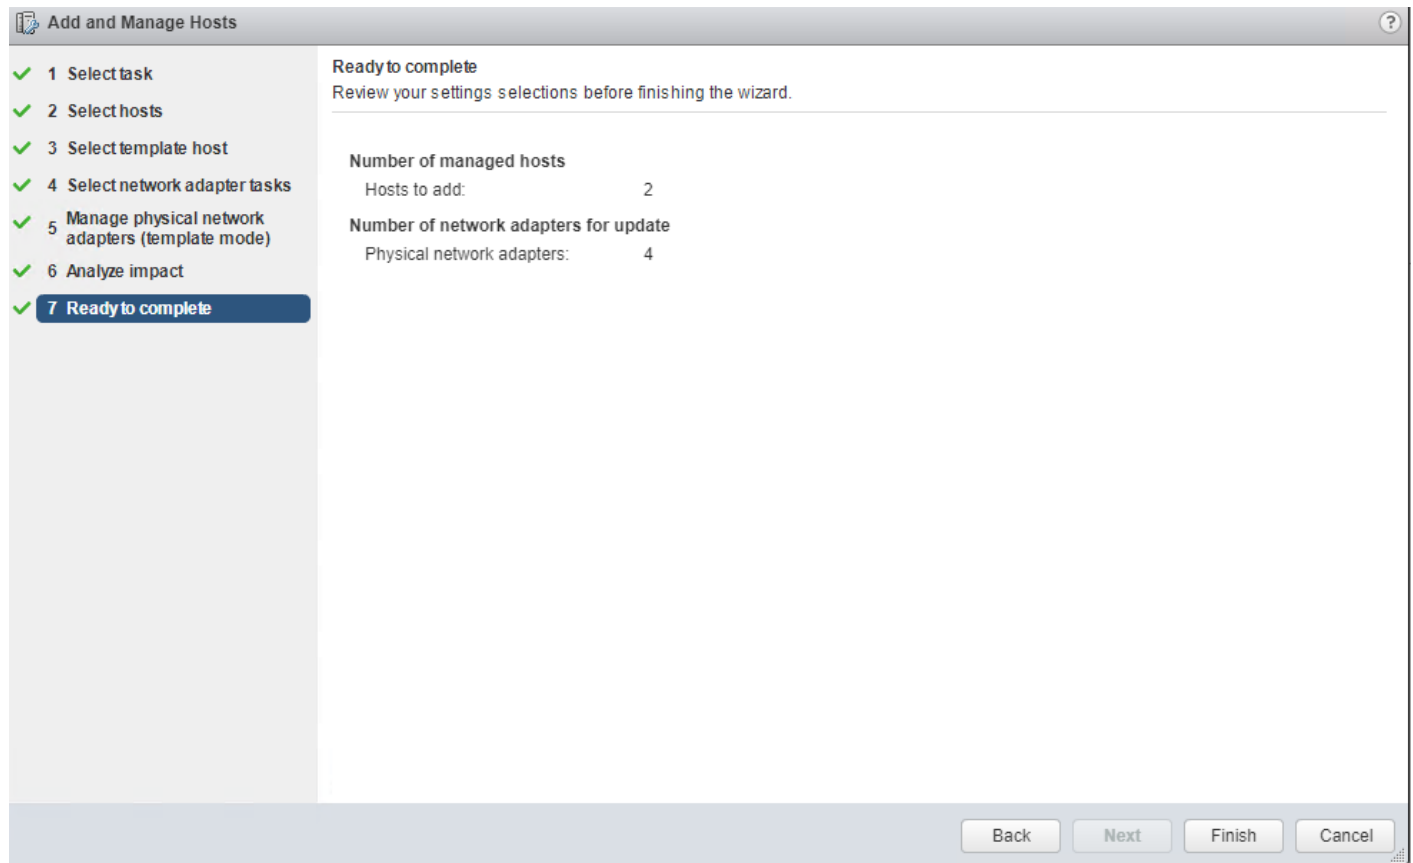 Add and Manage Hosts
?
1 Select task
2 Select hosts
3 Select template host
4 Select network adapter tasks
5 Manage physical network
adapters (template mode)
6 Analyze impact
7 Ready to complete
Ready to complete
Review your settings selections before finishing the wizard.
Number of managed hosts
Hosts to add: 2
Number of network adapters for update
Physical network adapters: 4
Back Next Finish Cancel